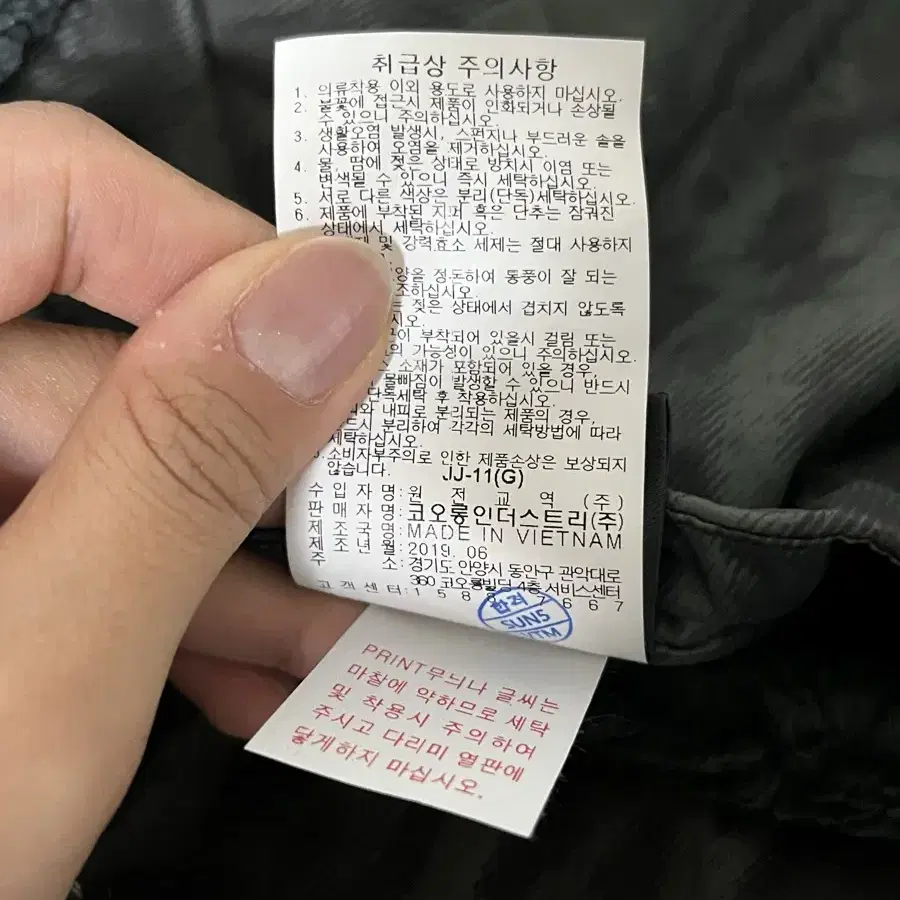 취급상 주의사항
1. 의류착용 이외 용도로 사용하지 마십시오.
2. 불꽃에 접근시 제품이 인화되거나 손상될
수 있으니 주의하십시오.
3. 생활오염 발생시, 스펀지나 부드러운 솔을
사용하여 오염을 제거하십시오.
4. 물, 땀에 젖은 상태로 방치시 이염 또는
변색될 수 있으니 즉시 세탁하십시오.
5. 서로 다른 색상은 분리(단독)세탁하십시오.
6. 제품에 부착된 지퍼 혹은 단추는 잠궈진
상태에서 세탁하십시오.
및 강력효소 세제는 절대 사용하지
정돈하여 통풍이 잘 되는
조하십시오.
젖은 상태에서 겹치지 않도록
시오.
이 부착되어 있을시 걸림 또는
의 가능성이 있으니 주의하십시오.
소재가 포함되어 있을 경우,
물빠짐이 발생할 수 있으니 반드시
단독세탁 후 착용하십시오.
와 내피로 분리되는 제품의 경우,
드시 분리하여 각각의 세탁방법에 따라
세탁하십시오.
소비자부주의로 인한 제품손상은 보상되지
않습니다.
JJ-11(G)
수 입 자 명 : 원 전 교 역 (주)
판 매 자 명 : 코오롱인더스트리(주)
제 조 국 명 : MADE IN VIETNAM
제 조 년 월 : 2019. 06
주 소 : 경기도 안양시 동안구 관악대로
360 코오롱빌딩 4층 서비스센터
고 객 센 터 : 1 5 8 8 7 6 6 7
합격
SUN5
PRINT무늬나 글씨는
마찰에 약하므로 세탁
및 착용시 주의하여
주시고 다리미 열판에
닿게하지 마십시오.